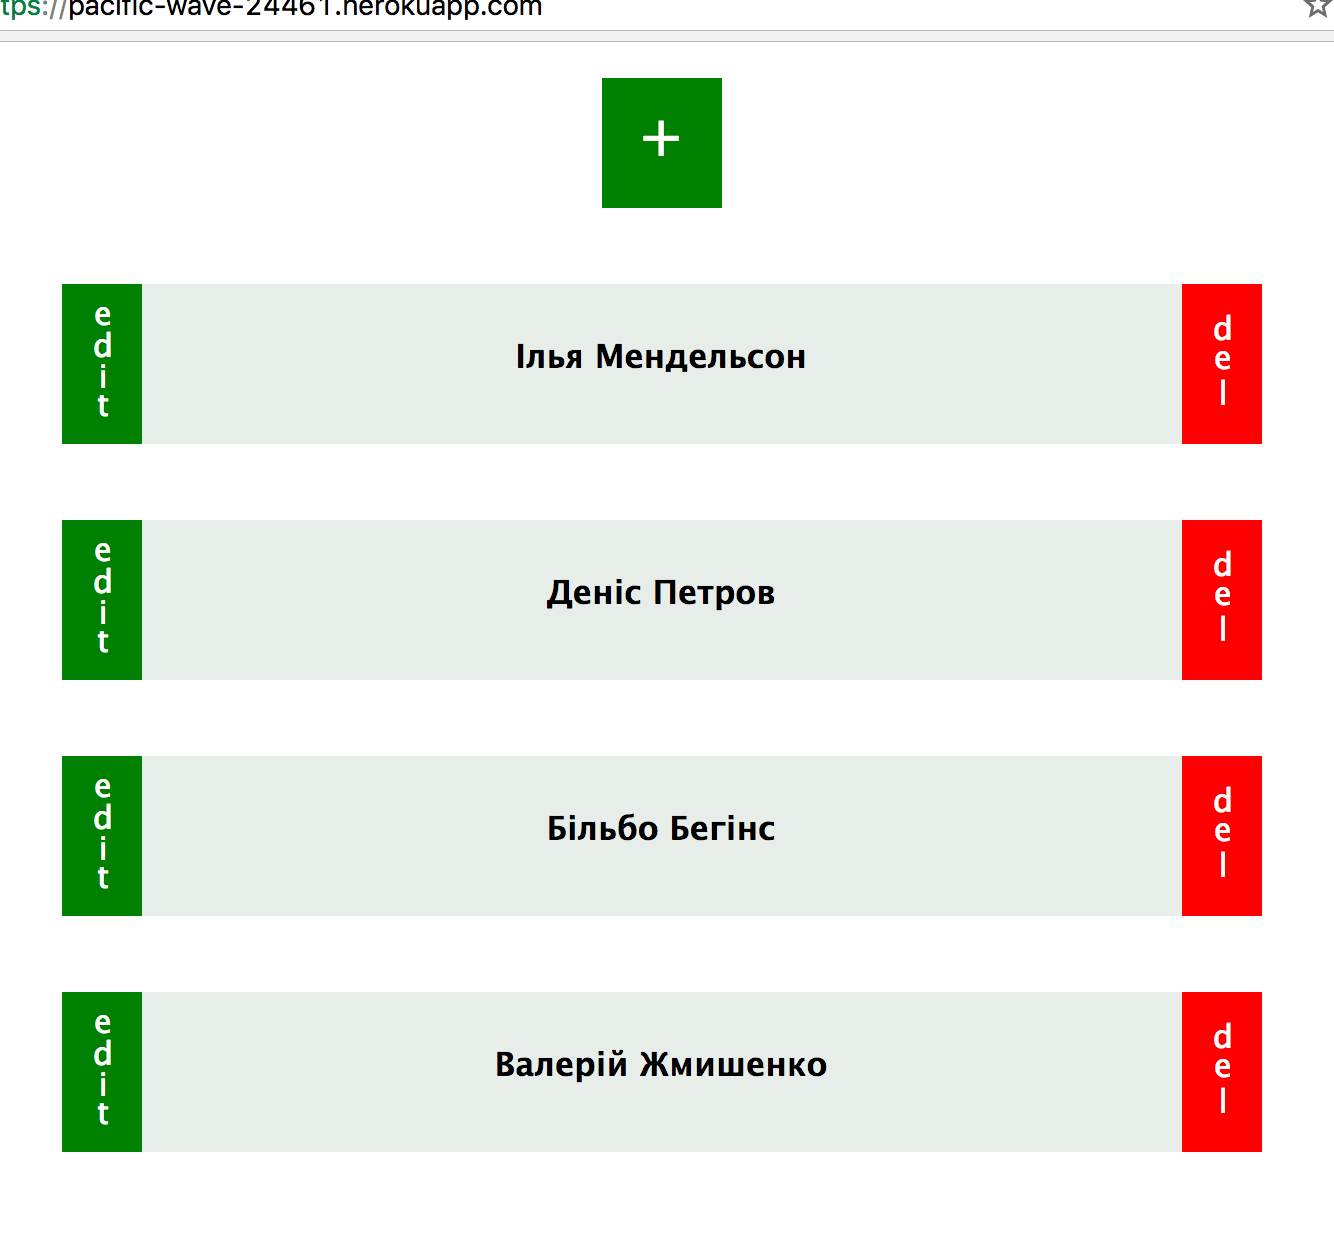 tps://pacific-wave-24461.herokuapp.com
+
edit
Ілья Мендельсон
del
edit
Деніс Петров
del
edit
Більбо Бегінс
del
edit
Валерій Жмишенко
del